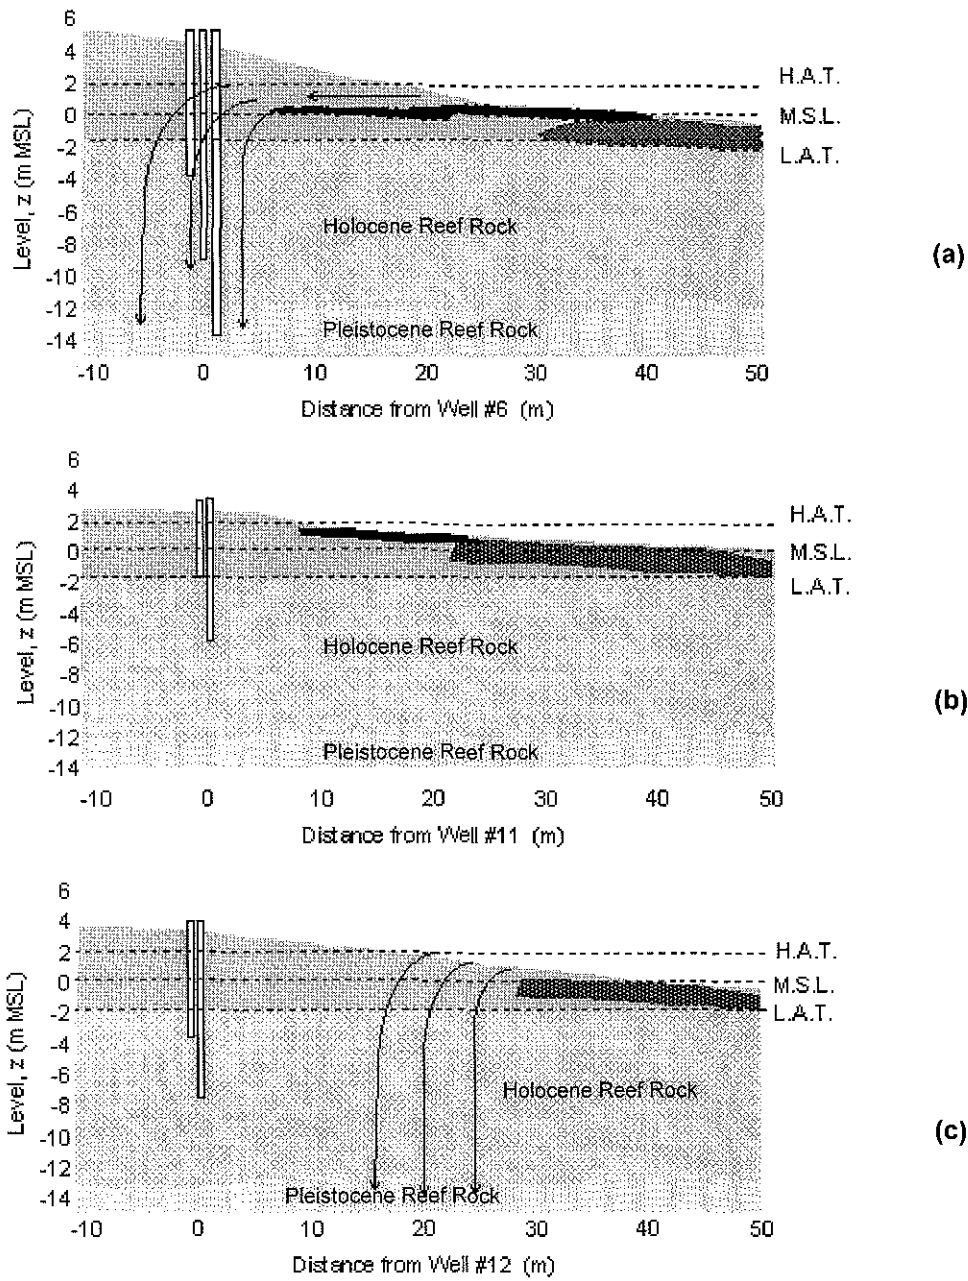 6
4
2
0
-2
-4
-6
-8
-10
-12
-14
Level, z (m MSL)
H.A.T.
M.S.L.
L.A.T.
Holocene Reef Rock
Pleistocene Reef Rock
(a)
-10 0 10 20 30 40 50
Distance from Well #6 (m)
6
4
2
0
-2
-4
-6
-8
-10
-12
-14
Level, z (m MSL)
H.A.T.
M.S.L.
L.A.T.
Holocene Reef Rock
Pleistocene Reef Rock
(b)
-10 0 10 20 30 40 50
Distance from Well #11 (m)
6
4
2
0
-2
-4
-6
-8
-10
-12
-14
Level, z (m MSL)
H.A.T.
M.S.L.
L.A.T.
Holocene Reef Rock
Pleistocene Reef Rock
(c)
-10 0 10 20 30 40 50
Distance from Well #12 (m)